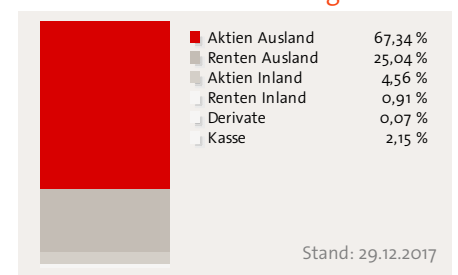 Aktien Ausland 67,34 %
Renten Ausland 25,04 %
Aktien Inland 4,56 %
Renten Inland 0,91 %
Derivate 0,07 %
Kasse 2,15 %
Stand: 29.12.2017